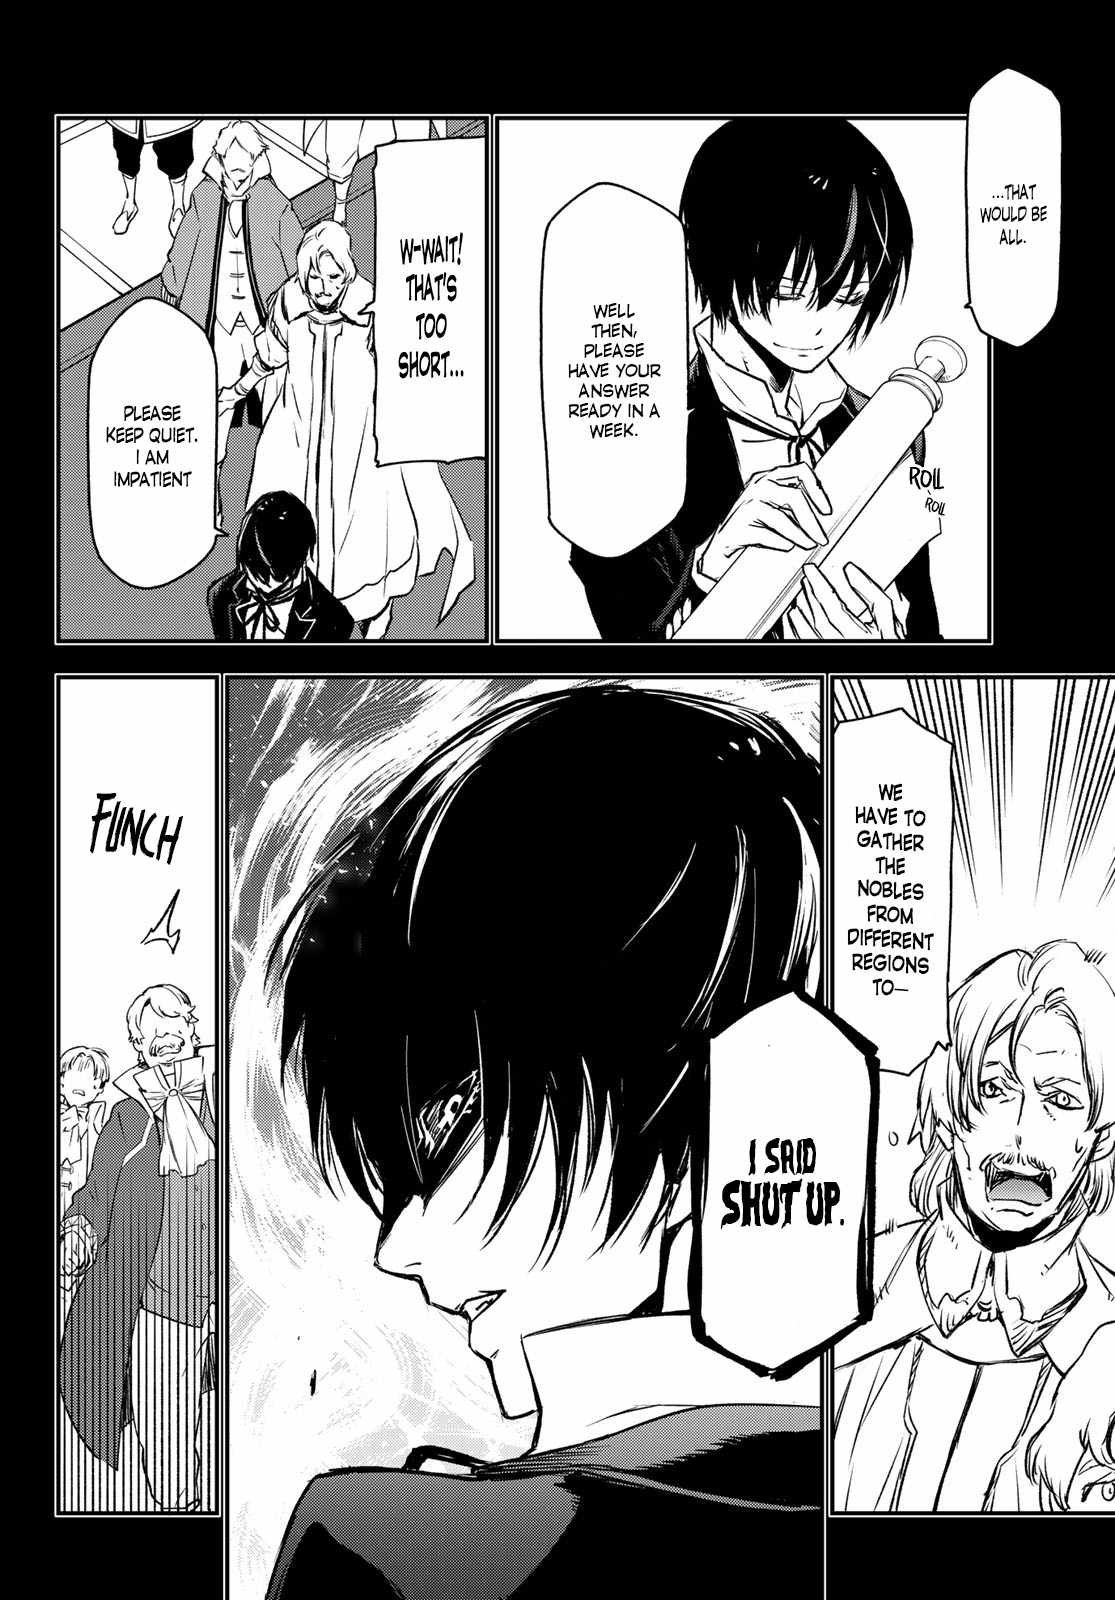 ...THAT
WOULD BE
ALL.
WELL
THEN,
PLEASE
HAVE YOUR
ANSWER
READY IN A
WEEK.
ROLL
ROLL
W-WAIT!
THAT'S
TOO
SHORT...
PLEASE
KEEP QUIET.
I AM
IMPATIENT
WE
HAVE TO
GATHER
THE
NOBLES
FROM
DIFFERENT
REGIONS
TO—
I SAID
SHUT UP.
FLINCH